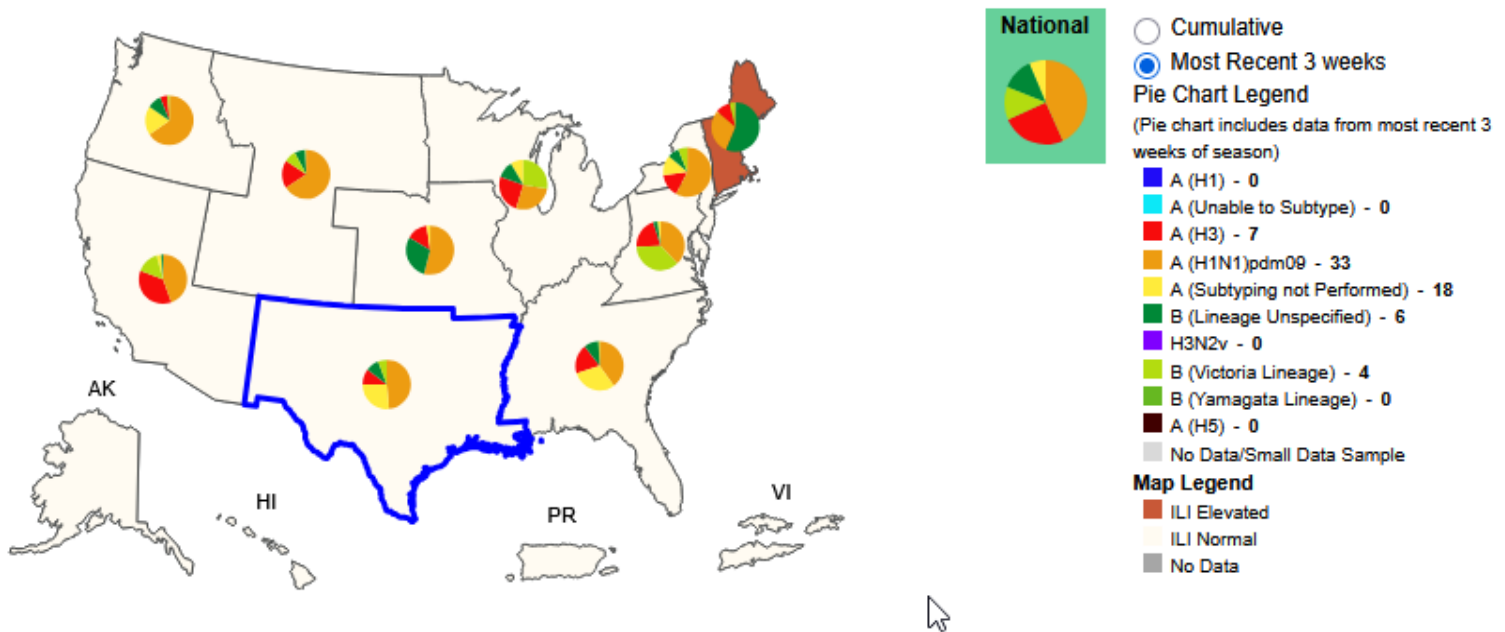 National
Cumulative
Most Recent 3 weeks
Pie Chart Legend
(Pie chart includes data from most recent 3
weeks of season)
A (H1) - 0
A (Unable to Subtype) - 0
A (H3) - 7
A (H1N1)pdm09 - 33
A (Subtyping not Performed) - 18
B (Lineage Unspecified) - 6
H3N2v - 0
B (Victoria Lineage) - 4
B (Yamagata Lineage) - 0
A (H5) - 0
No Data/Small Data Sample
Map Legend
ILI Elevated
ILI Normal
No Data
AK
HI
PR
VI